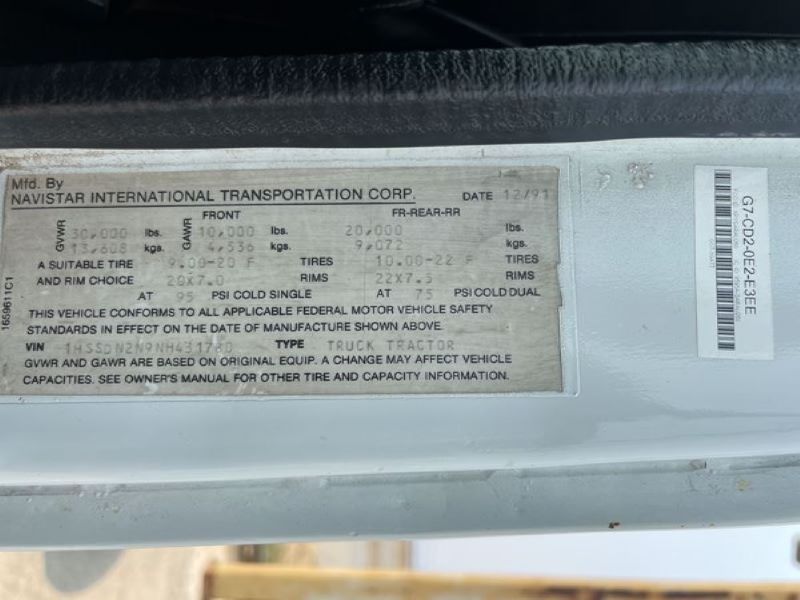 Mfd. By
NAVISTAR INTERNATIONAL TRANSPORTATION CORP. DATE 12/91
FRONT FR-REAR-RR
GVWR 30,000 lbs. GAWR 10,000 lbs. 20,000 lbs.
13,608 kgs. 4,536 kgs. 9,072 kgs.
A SUITABLE TIRE 9.00-20 F TIRES 10.00-22 F TIRES
AND RIM CHOICE 20X7.0 RIMS 22X7.5 RIMS
AT 95 PSI COLD SINGLE AT 75 PSI COLD DUAL
THIS VEHICLE CONFORMS TO ALL APPLICABLE FEDERAL MOTOR VEHICLE SAFETY
STANDARDS IN EFFECT ON THE DATE OF MANUFACTURE SHOWN ABOVE.
VIN TYPE TRUCK TRACTOR
GVWR AND GAWR ARE BASED ON ORIGINAL EQUIP. A CHANGE MAY AFFECT VEHICLE
CAPACITIES. SEE OWNER'S MANUAL FOR OTHER TIRE AND CAPACITY INFORMATION.
1659611C1
G7-CD2-0E2-E3EE